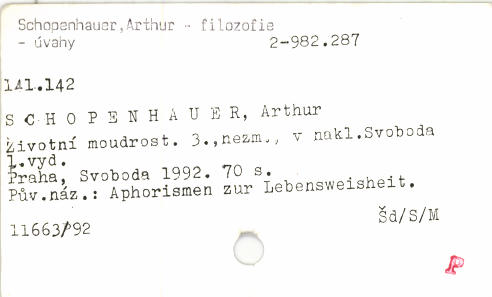 Schopenhauer,Arthur - filozofie
- úvahy 2-982.287
141.142
S C H O P E N H A U E R, Arthur
Životní moudrost. 3.,nezm., v nakl.Svoboda
1.vyd.
Praha, Svoboda 1992. 70 s.
Pův.náz.: Aphorismen zur Lebensweisheit.
Šd/S/M
11663/92
P